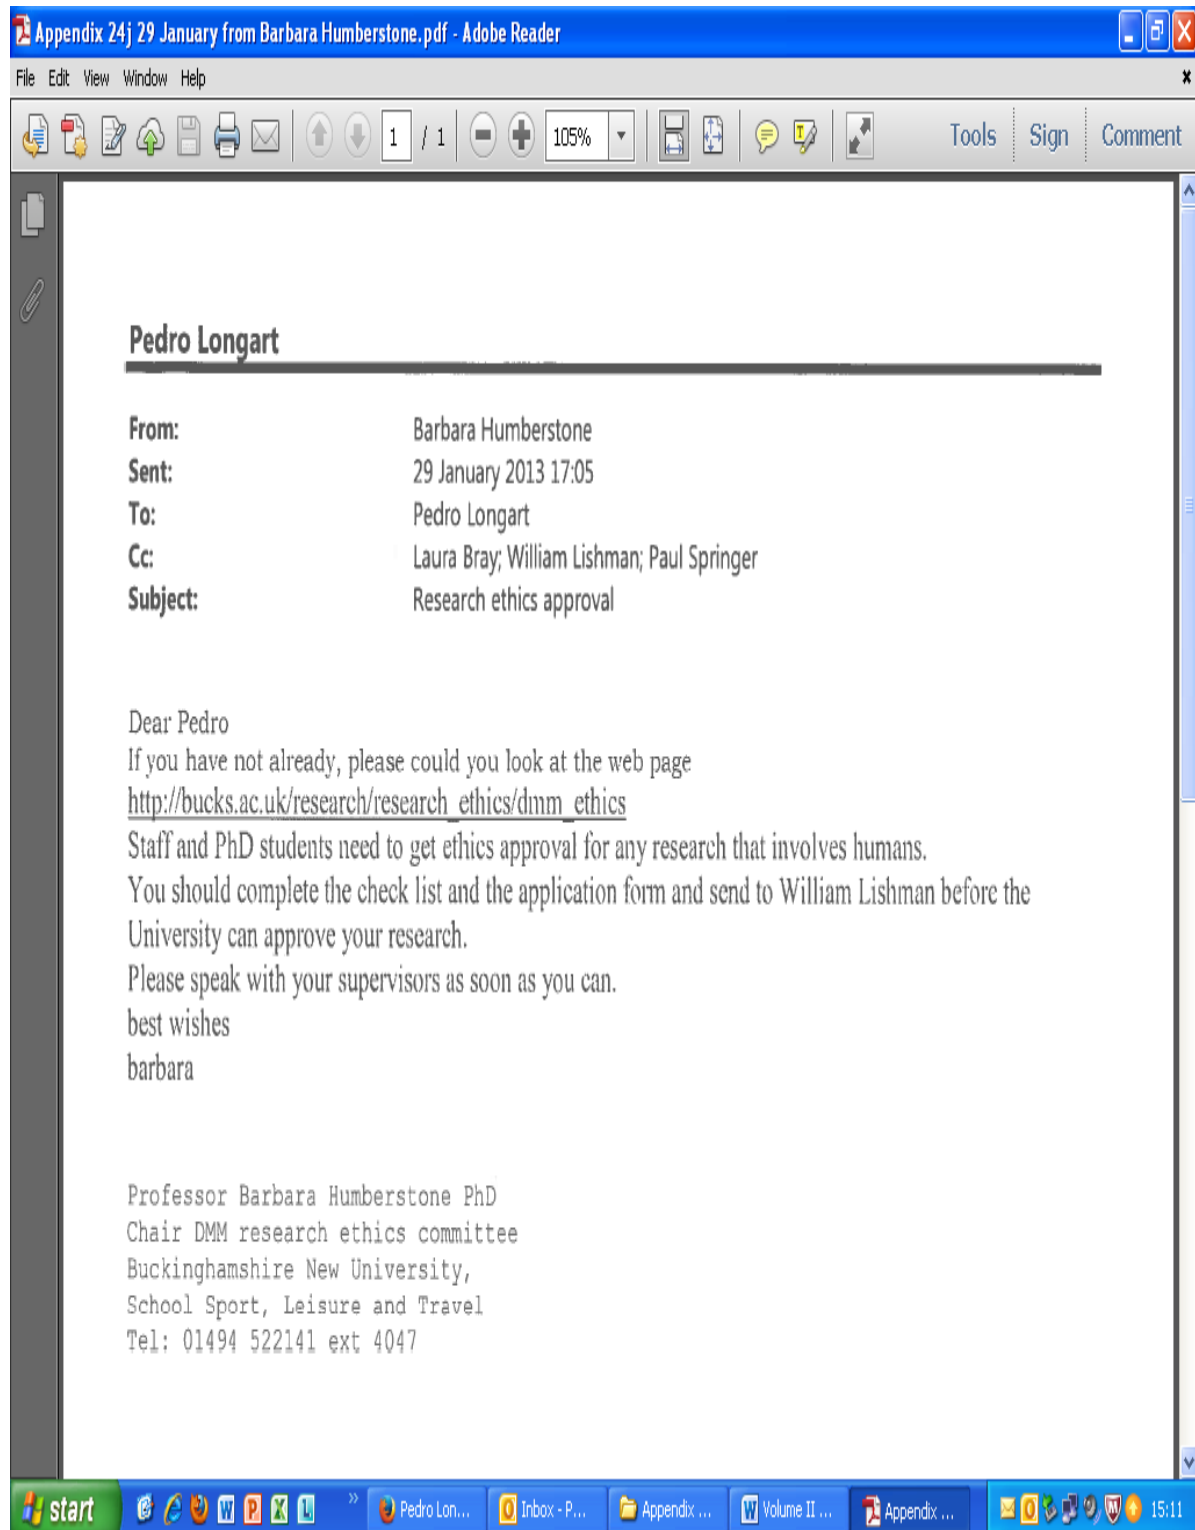 Appendix 24j 29 January from Barbara Humberstone.pdf - Adobe Reader
File Edit View Window Help
1 / 1 105% Tools Sign Comment
Pedro Longart
From: Barbara Humberstone
Sent: 29 January 2013 17:05
To: Pedro Longart
Cc: Laura Bray; William Lishman; Paul Springer
Subject: Research ethics approval
Dear Pedro
If you have not already, please could you look at the web page
http://bucks.ac.uk/research/research_ethics/dmm_ethics
Staff and PhD students need to get ethics approval for any research that involves humans.
You should complete the check list and the application form and send to William Lishman before the
University can approve your research.
Please speak with your supervisors as soon as you can.
best wishes
barbara
Professor Barbara Humberstone PhD
Chair DMM research ethics committee
Buckinghamshire New University,
School Sport, Leisure and Travel
Tel: 01494 522141 ext 4047
start Pedro Lon... Inbox - P... Appendix ... Volume II ... Appendix ... 15:11